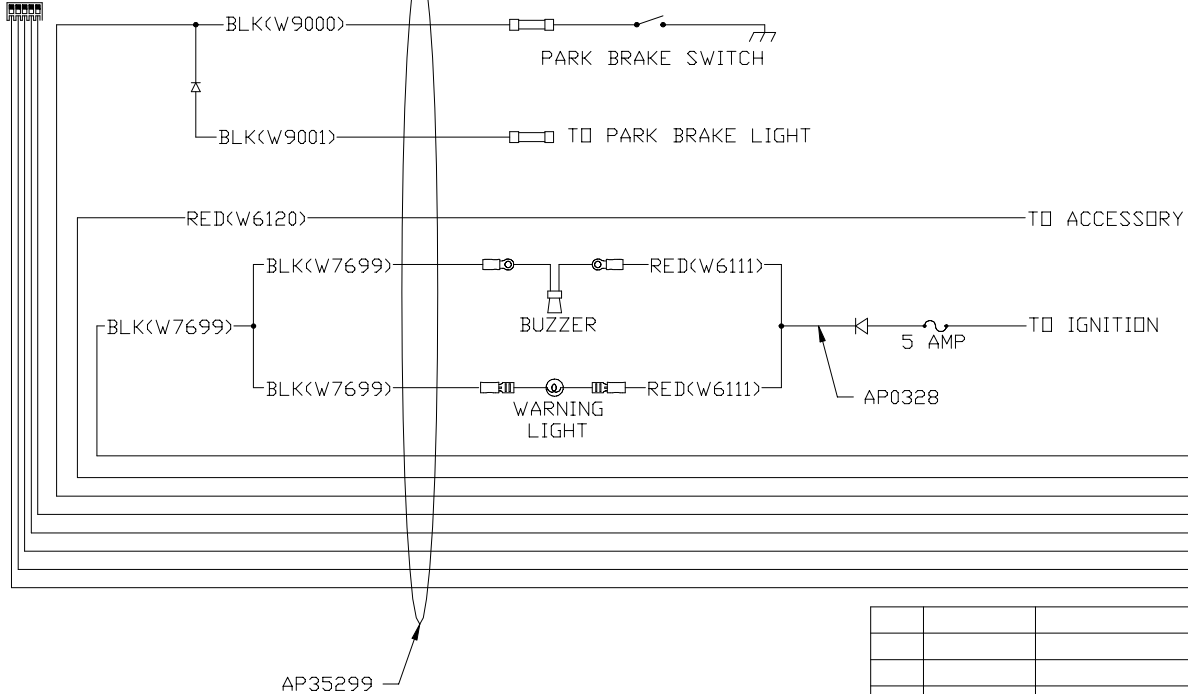 BLK(W9000)
PARK BRAKE SWITCH
BLK(W9001)
TO PARK BRAKE LIGHT
RED(W6120)
TO ACCESSORY
BLK(W7699)
RED(W6111)
BUZZER
BLK(W7699)
TO IGNITION
5 AMP
BLK(W7699)
RED(W6111)
WARNING
LIGHT
AP0328
AP35299